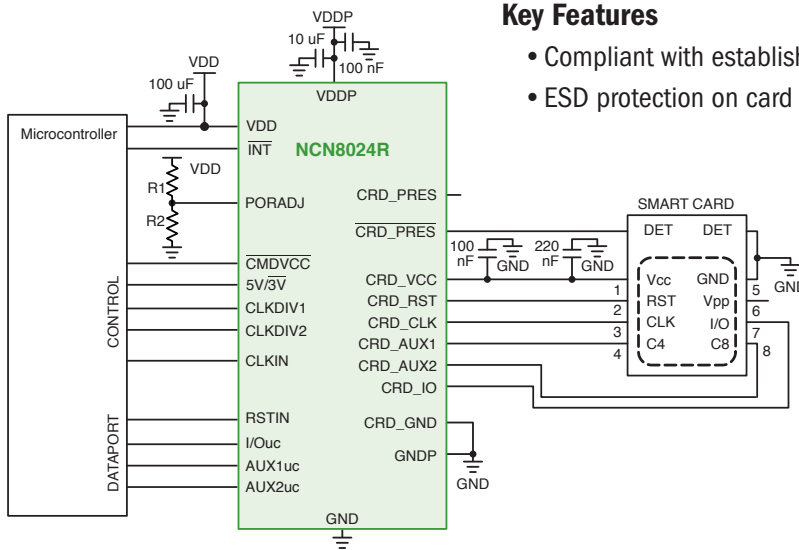 Key Features
• Compliant with establish
• ESD protection on card
VDDP
10 uF
100 nF
VDD
100 uF
VDDP
Microcontroller
VDD
INT
NCN8024R
VDD
R1
R2
PORADJ
CRD_PRES
CRD_PRES
SMART CARD
DET
DET
100
nF
GND
220
nF
GND
GND
CONTROL
CMDVCC
5V/3V
CLKDIV1
CLKDIV2
CLKIN
CRD_VCC
CRD_RST
CRD_CLK
CRD_AUX1
CRD_AUX2
CRD_IO
1
2
3
4
Vcc
RST
CLK
C4
GND
Vpp
I/O
C8
5
6
7
8
DATAPORT
RSTIN
I/Ouc
AUX1uc
AUX2uc
CRD_GND
GNDP
GND
GND